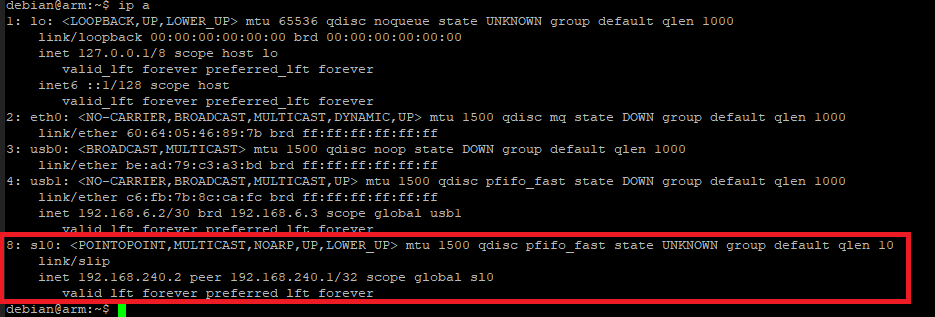 debian@arm:~$ ip a
1: lo: <LOOPBACK,UP,LOWER_UP> mtu 65536 qdisc noqueue state UNKNOWN group default qlen 1000
    link/loopback 00:00:00:00:00:00 brd 00:00:00:00:00:00
    inet 127.0.0.1/8 scope host lo
       valid_lft forever preferred_lft forever
    inet6 ::1/128 scope host
       valid_lft forever preferred_lft forever
2: eth0: <NO-CARRIER,BROADCAST,MULTICAST,DYNAMIC,UP> mtu 1500 qdisc mq state DOWN group default qlen 1000
    link/ether 60:64:05:46:89:7b brd ff:ff:ff:ff:ff:ff
3: usb0: <BROADCAST,MULTICAST> mtu 1500 qdisc noop state DOWN group default qlen 1000
    link/ether be:ad:79:c3:a3:bd brd ff:ff:ff:ff:ff:ff
4: usb1: <NO-CARRIER,BROADCAST,MULTICAST,UP> mtu 1500 qdisc pfifo_fast state DOWN group default qlen 1000
    link/ether c6:fb:7b:8c:ca:fc brd ff:ff:ff:ff:ff:ff
    inet 192.168.6.2/30 brd 192.168.6.3 scope global usb1
       valid_lft forever preferred_lft forever
8: sl0: <POINTOPOINT,MULTICAST,NOARP,UP,LOWER_UP> mtu 1500 qdisc pfifo_fast state UNKNOWN group default qlen 10
    link/slip
    inet 192.168.240.2 peer 192.168.240.1/32 scope global sl0
       valid_lft forever preferred_lft forever
debian@arm:~$